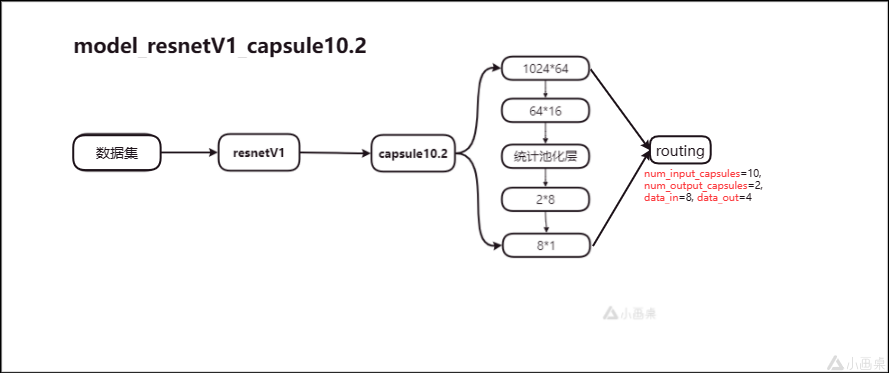 model_resnetV1_capsule10.2
数据集
resnetV1
capsule10.2
1024*64
64*16
统计池化层
2*8
8*1
routing
num_input_capsules=10,
num_output_capsules=2,
data_in=8, data_out=4
小画桌
小画桌